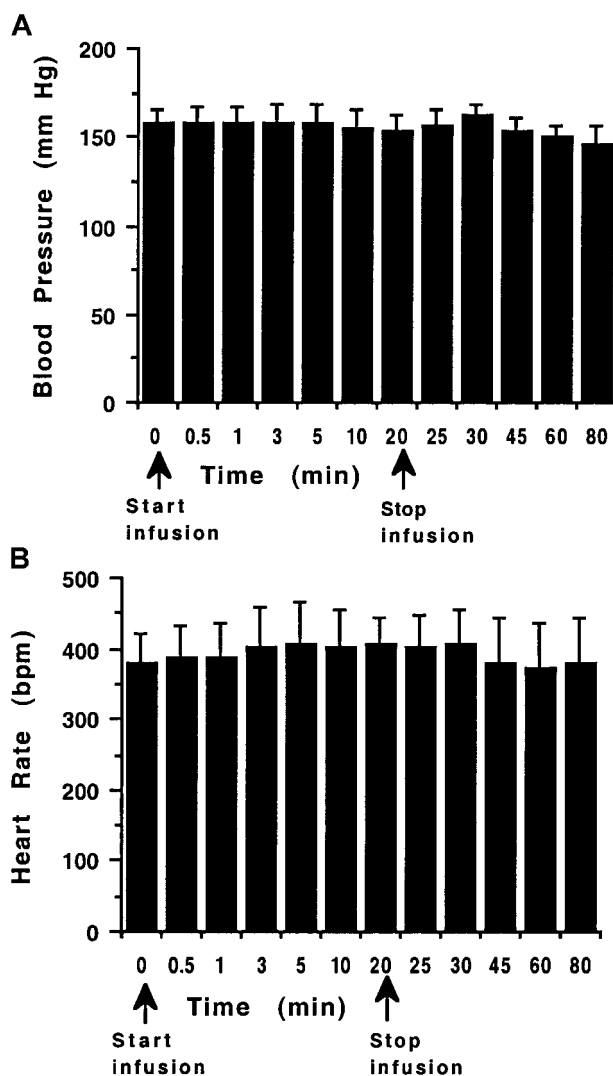 A
Blood Pressure (mm Hg)
200
150
100
50
0
0 0.5 1 3 5 10 20 25 30 45 60 80
Time (min)
Start
infusion
Stop
infusion
B
Heart Rate (bpm)
500
400
300
200
100
0
0 0.5 1 3 5 10 20 25 30 45 60 80
Time (min)
Start
infusion
Stop
infusion